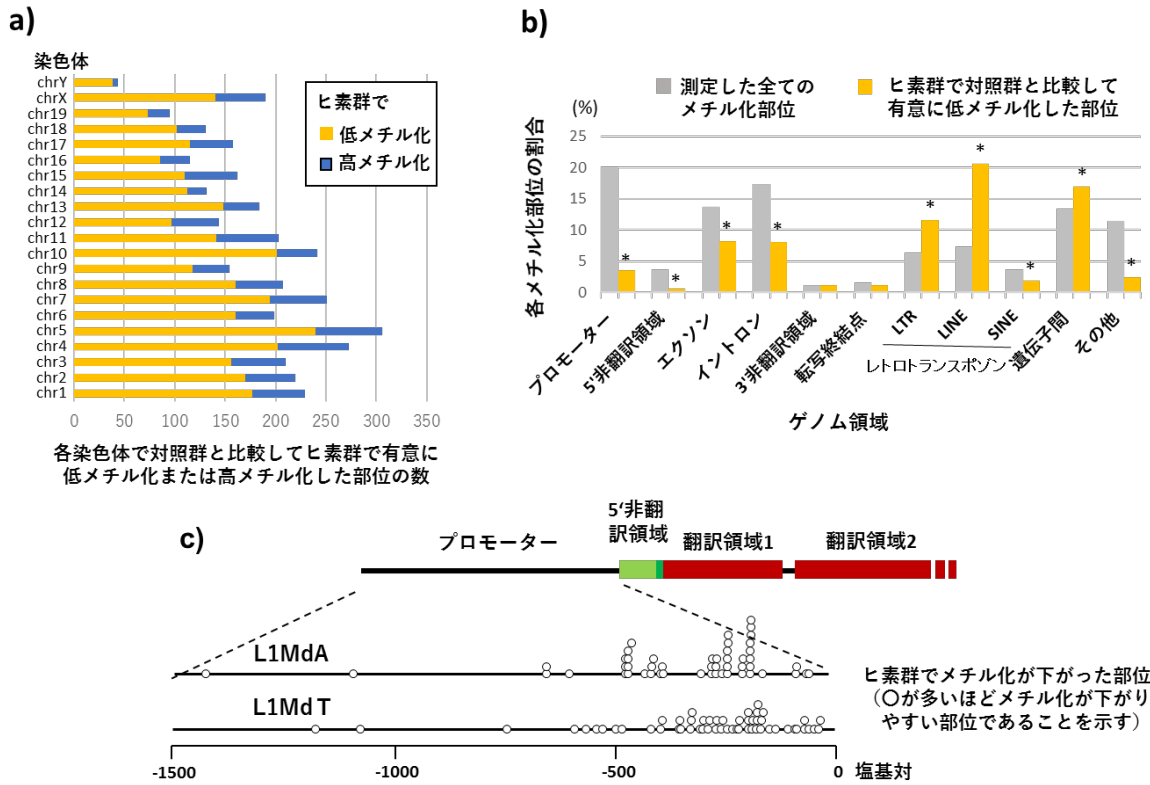 a)
染色体
chrY
chrX
chr19
chr18
chr17
chr16
chr15
chr14
chr13
chr12
chr11
chr10
chr9
chr8
chr7
chr6
chr5
chr4
chr3
chr2
chr1
0 50 100 150 200 250 300 350
ヒ素群で
低メチル化
高メチル化
各染色体で対照群と比較してヒ素群で有意に
低メチル化または高メチル化した部位の数
b)
測定した全ての
メチル化部位
ヒ素群で対照群と比較して
有意に低メチル化した部位
(%)
各メチル化部位の割合
25
20
15
10
5
0
* * * * * * * * *
プロモーター
5'非翻訳領域
エクソン
イントロン
3'非翻訳領域
転写終結点
LTR
LINE
SINE
遺伝子間
その他
レトロトランスポゾン
ゲノム領域
c)
プロモーター
5‘非翻
訳領域
翻訳領域1
翻訳領域2
L1MdA
L1MdT
ヒ素群でメチル化が下がった部位
（〇が多いほどメチル化が下がり
やすい部位であることを示す）
-1500 -1000 -500 0 塩基対